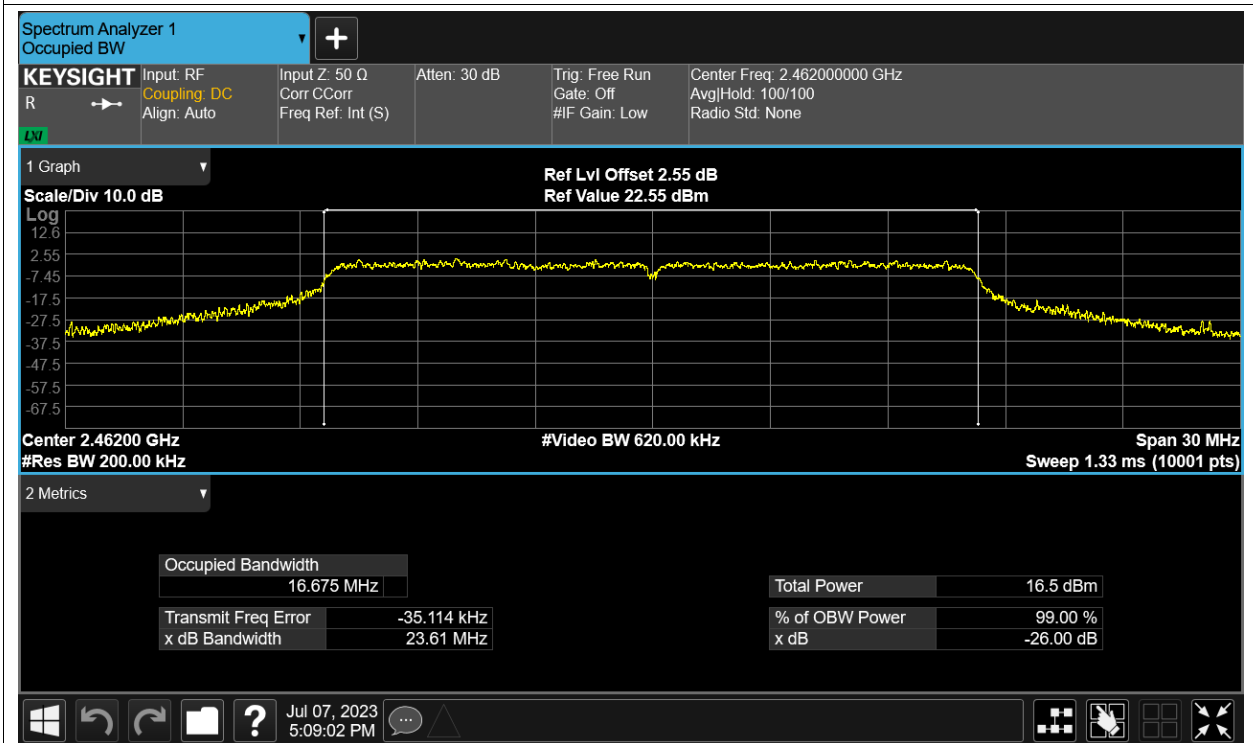 Spectrum Analyzer 1
Occupied BW
KEYSIGHT
R
LXI
Input: RF
Coupling: DC
Align: Auto
Input Z: 50 Ω
Corr CCorr
Freq Ref: Int (S)
Atten: 30 dB
Trig: Free Run
Gate: Off
#IF Gain: Low
Center Freq: 2.462000000 GHz
Avg|Hold: 100/100
Radio Std: None
1 Graph
Scale/Div 10.0 dB
Ref Lvl Offset 2.55 dB
Ref Value 22.55 dBm
Log
12.6
2.55
-7.45
-17.5
-27.5
-37.5
-47.5
-57.5
-67.5
Center 2.46200 GHz
#Res BW 200.00 kHz
#Video BW 620.00 kHz
Span 30 MHz
Sweep 1.33 ms (10001 pts)
2 Metrics
Occupied Bandwidth
16.675 MHz
Transmit Freq Error -35.114 kHz
x dB Bandwidth 23.61 MHz
Total Power 16.5 dBm
% of OBW Power 99.00 %
x dB -26.00 dB
?
Jul 07, 2023
5:09:02 PM